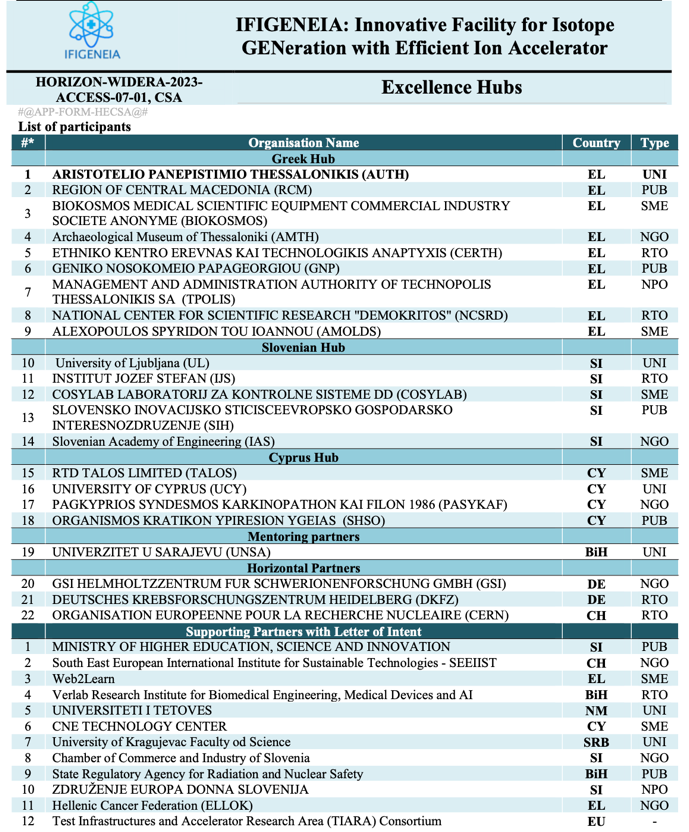 IFIGENEIA
IFIGENEIA: Innovative Facility for Isotope
GENeration with Efficient Ion Accelerator
HORIZON-WIDERA-2023-
ACCESS-07-01, CSA
Excellence Hubs
#@APP-FORM-HECSA@#
List of participants
#* Organisation Name Country Type
Greek Hub
1 ARISTOTELIO PANEPISTIMIO THESSALONIKIS (AUTH) EL UNI
2 REGION OF CENTRAL MACEDONIA (RCM) EL PUB
3 BIOKOSMOS MEDICAL SCIENTIFIC EQUIPMENT COMMERCIAL INDUSTRY EL SME
SOCIETE ANONYME (BIOKOSMOS)
4 Archaeological Museum of Thessaloniki (AMTH) EL NGO
5 ETHNIKO KENTRO EREVNAS KAI TECHNOLOGIKIS ANAPTYXIS (CERTH) EL RTO
6 GENIKO NOSOKOMEIO PAPAGEORGIOU (GNP) EL PUB
7 MANAGEMENT AND ADMINISTRATION AUTHORITY OF TECHNOPOLIS EL NPO
THESSALONIKIS SA (TPOLIS)
8 NATIONAL CENTER FOR SCIENTIFIC RESEARCH "DEMOKRITOS" (NCSRD) EL RTO
9 ALEXOPOULOS SPYRIDON TOU IOANNOU (AMOLDS) EL SME
Slovenian Hub
10 University of Ljubljana (UL) SI UNI
11 INSTITUT JOZEF STEFAN (IJS) SI RTO
12 COSYLAB LABORATORIJ ZA KONTROLNE SISTEME DD (COSYLAB) SI SME
13 SLOVENSKO INOVACIJSKO STICISCEEVROPSKO GOSPODARSKO SI PUB
INTERESNOZDRUZENJE (SIH)
14 Slovenian Academy of Engineering (IAS) SI NGO
Cyprus Hub
15 RTD TALOS LIMITED (TALOS) CY SME
16 UNIVERSITY OF CYPRUS (UCY) CY UNI
17 PAGKYPRIOS SYNDESMOS KARKINOPATHON KAI FILON 1986 (PASYKAF) CY NGO
18 ORGANISMOS KRATIKON YPIRESION YGEIAS (SHSO) CY PUB
Mentoring partners
19 UNIVERZITET U SARAJEVU (UNSA) BiH UNI
Horizontal Partners
20 GSI HELMHOLTZZENTRUM FUR SCHWERIONENFORSCHUNG GMBH (GSI) DE NGO
21 DEUTSCHES KREBSFORSCHUNGSZENTRUM HEIDELBERG (DKFZ) DE RTO
22 ORGANISATION EUROPEENNE POUR LA RECHERCHE NUCLEAIRE (CERN) CH RTO
Supporting Partners with Letter of Intent
1 MINISTRY OF HIGHER EDUCATION, SCIENCE AND INNOVATION SI PUB
2 South East European International Institute for Sustainable Technologies - SEEIIST CH NGO
3 Web2Learn EL SME
4 Verlab Research Institute for Biomedical Engineering, Medical Devices and AI BiH RTO
5 UNIVERSITETI I TETOVES NM UNI
6 CNE TECHNOLOGY CENTER CY SME
7 University of Kragujevac Faculty od Science SRB UNI
8 Chamber of Commerce and Industry of Slovenia SI NGO
9 State Regulatory Agency for Radiation and Nuclear Safety BiH PUB
10 ZDRUŽENJE EUROPA DONNA SLOVENIJA SI NPO
11 Hellenic Cancer Federation (ELLOK) EL NGO
12 Test Infrastructures and Accelerator Research Area (TIARA) Consortium EU -